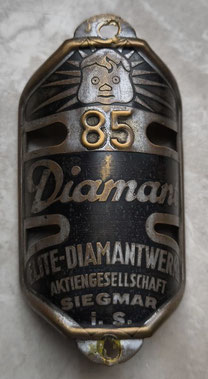 85
Diamant
ELITE-DIAMANTWERKE
AKTIENGESELLSCHAFT
SIEGMAR
i. S.